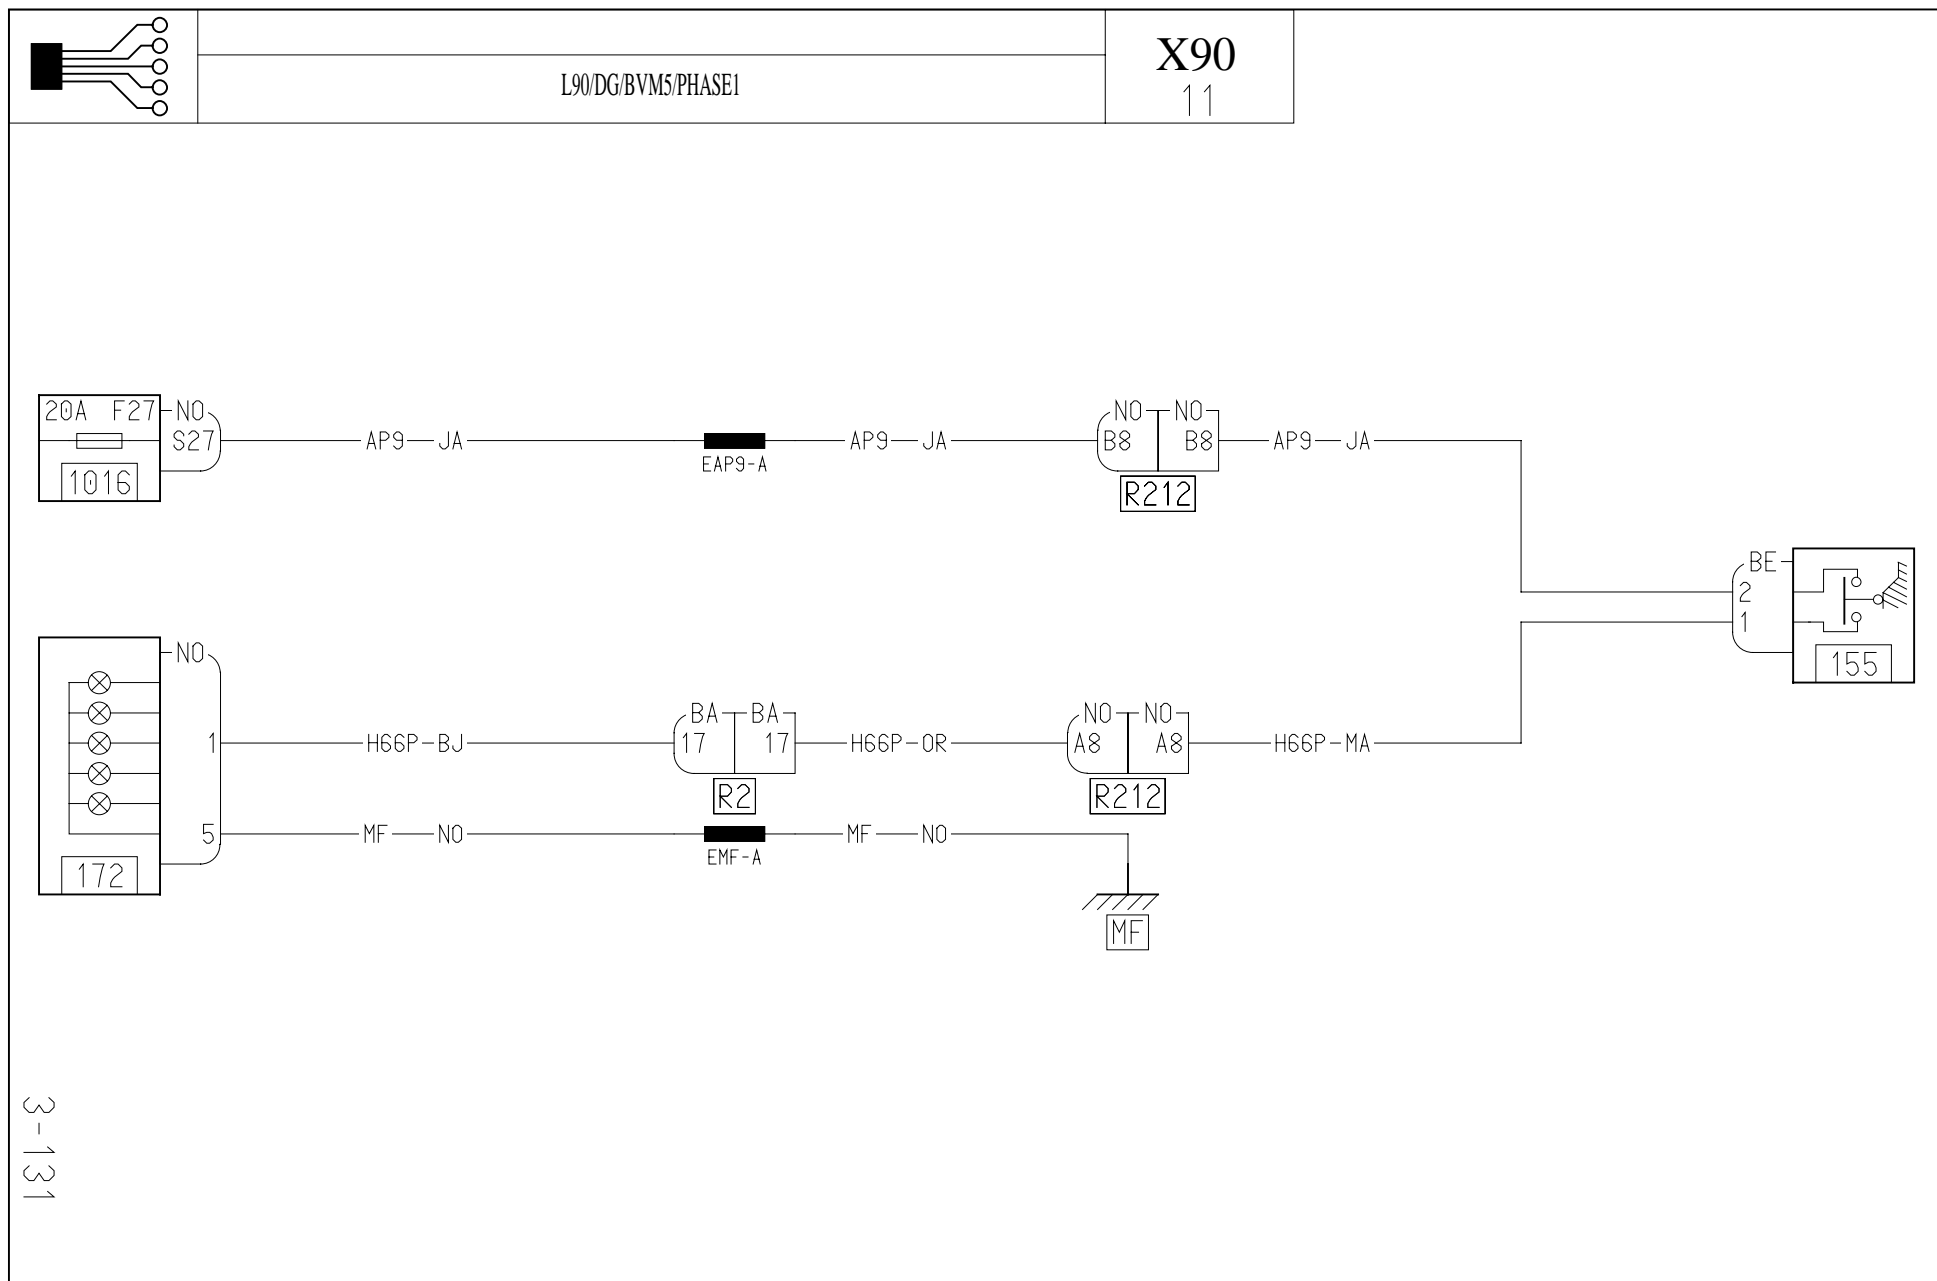 X90
L90/DG/BVM5/PHASE1
11
20A F27 NO
S27 AP9 JA EAP9-A AP9 JA
NO NO
B8 B8 AP9 JA
1016
R212
BE
2
1
155
NO
1 H66P-BJ
BA BA
17 17 H66P-OR
NO NO
A8 A8 H66P-MA
R2
R212
5 MF NO EMF-A MF NO
172
MF
3-131